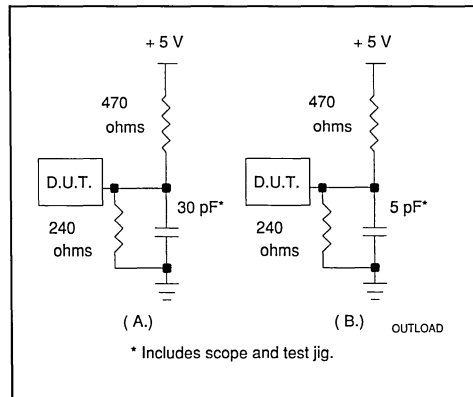 + 5 V
470
ohms
D.U.T.
30 pF*
240
ohms
( A.)
+ 5 V
470
ohms
D.U.T.
5 pF*
240
ohms
( B.)
OUTLOAD
* Includes scope and test jig.